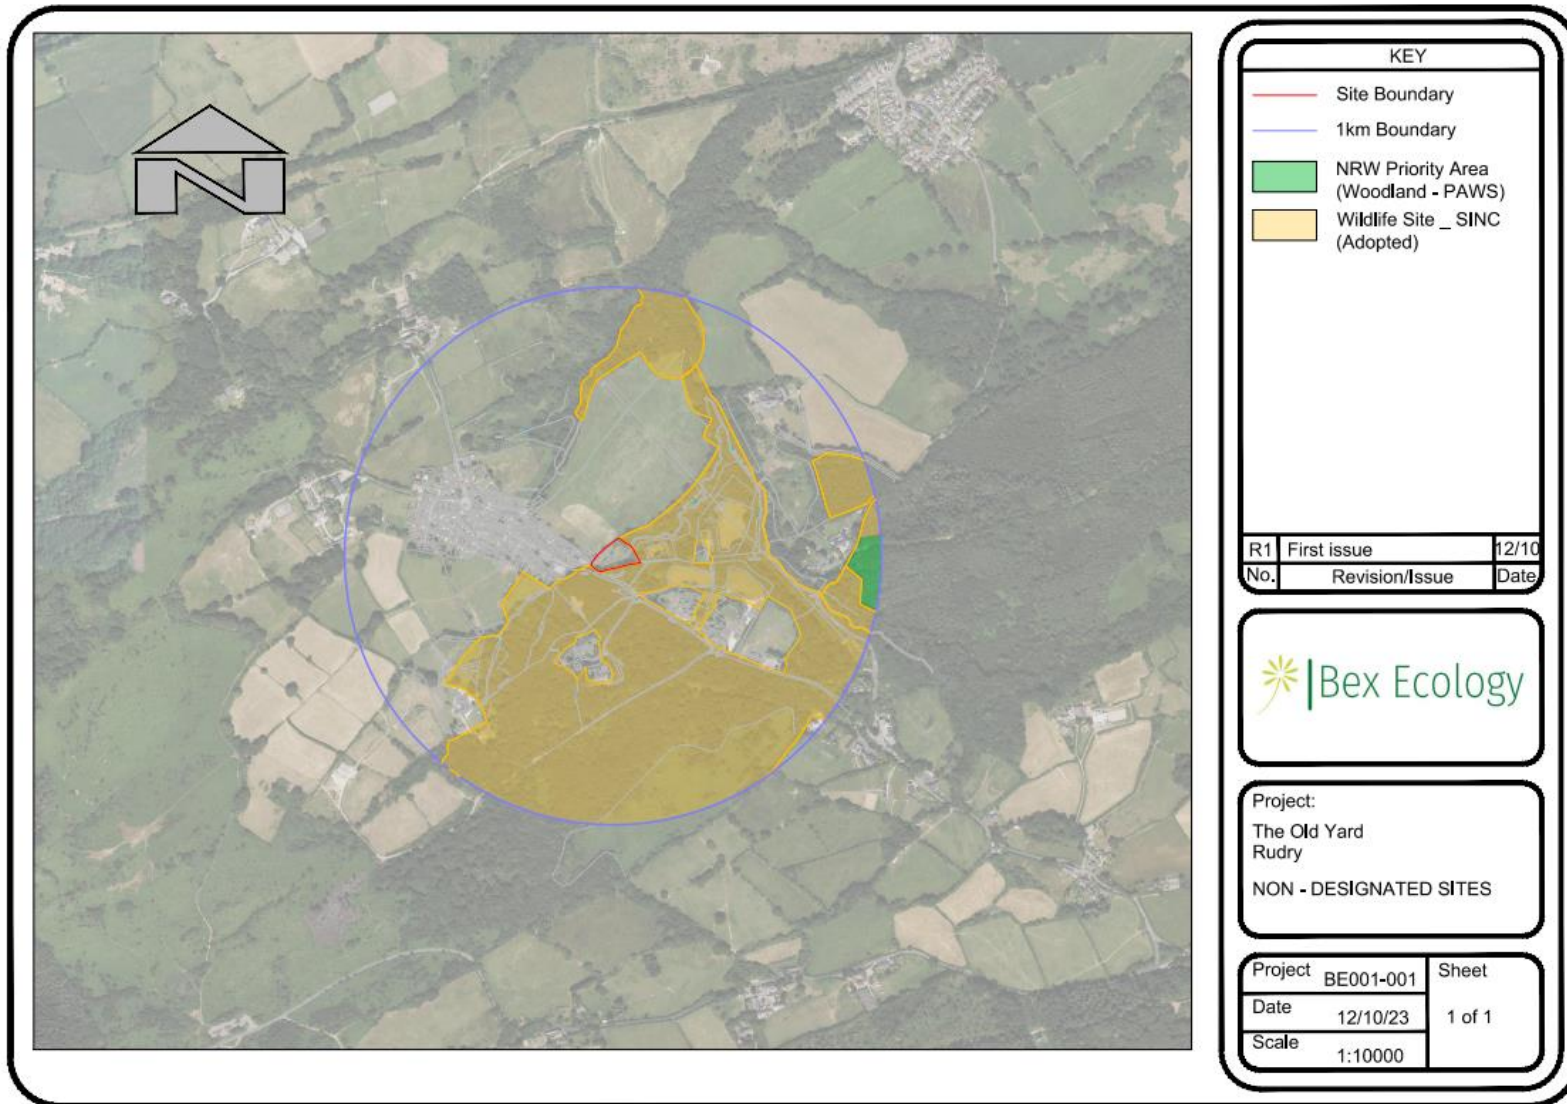 N
KEY
Site Boundary
1km Boundary
NRW Priority Area
(Woodland - PAWS)
Wildlife Site _ SINC
(Adopted)
R1 First issue 12/10
No. Revision/Issue Date
Bex Ecology
Project:
The Old Yard
Rudry
NON - DESIGNATED SITES
Project BE001-001 Sheet
Date 12/10/23 1 of 1
Scale 1:10000